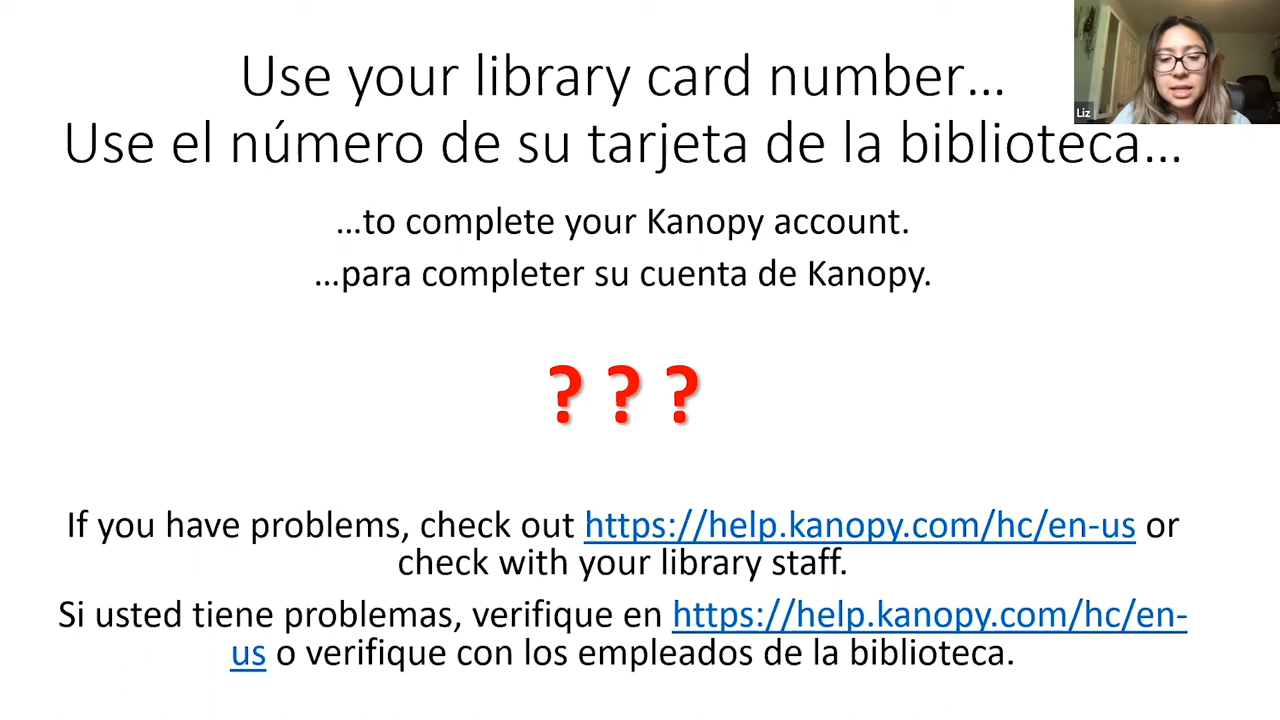 Use your library card number...
Liz
Use el número de su tarjeta de la biblioteca...
...to complete your Kanopy account.
...para completer su cuenta de Kanopy.
? ? ?
If you have problems, check out https://help.kanopy.com/hc/en-us or
check with your library staff.
Si usted tiene problemas, verifique en https://help.kanopy.com/hc/en-
us o verifique con los empleados de la biblioteca.